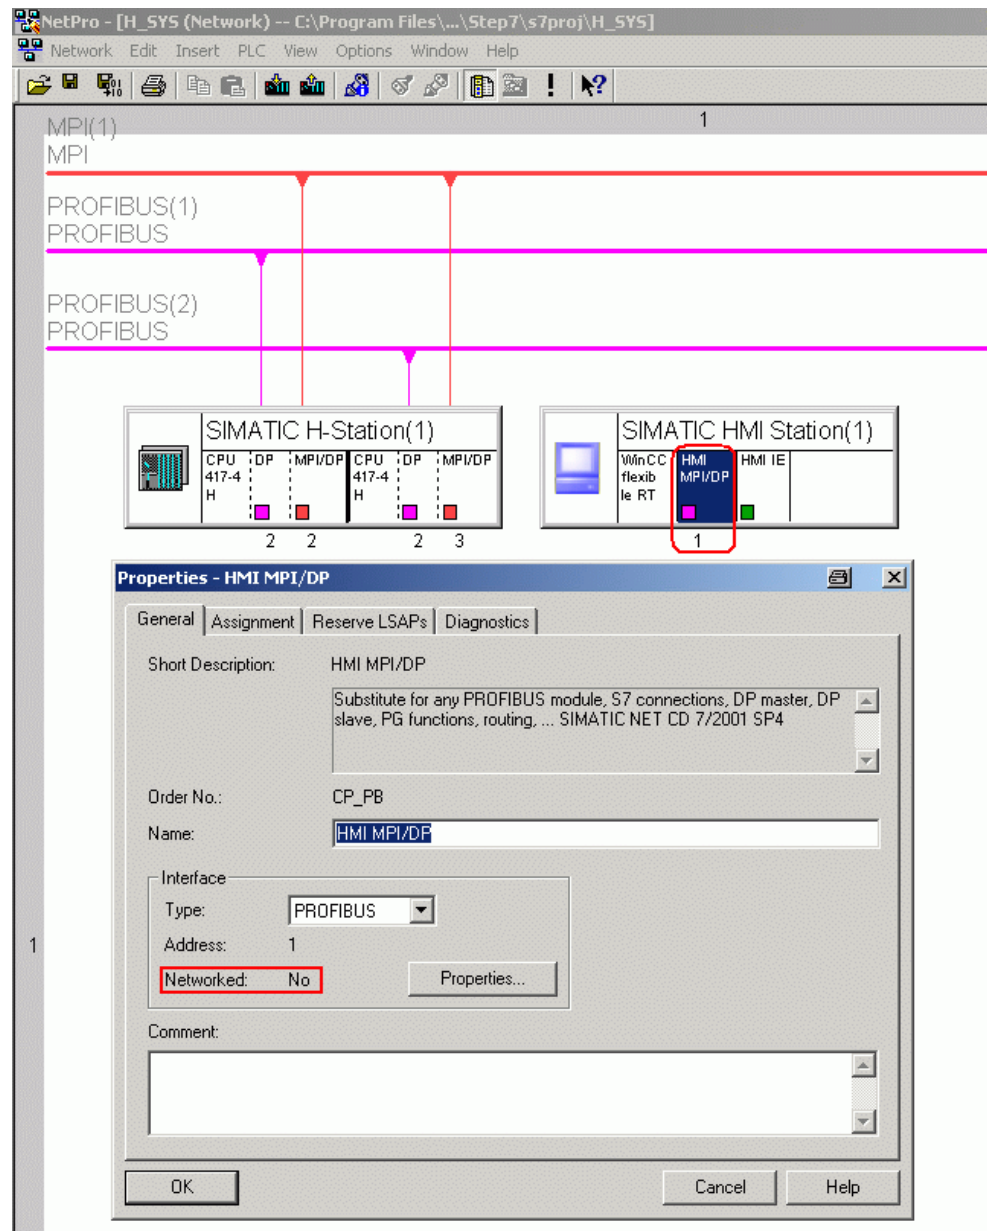 NetPro - [H_SYS (Network) -- C:\Program Files\...\Step7\s7proj\H_SYS]
Network Edit Insert PLC View Options Window Help
1
MPI(1)
MPI
PROFIBUS(1)
PROFIBUS
PROFIBUS(2)
PROFIBUS
SIMATIC H-Station(1)
CPU 417-4 H
DP
MPI/DP
CPU 417-4 H
DP
MPI/DP
2 2 2 3
SIMATIC HMI Station(1)
WinCC flexib le RT
HMI MPI/DP
HMI IE
1
Properties - HMI MPI/DP
General Assignment Reserve LSAPs Diagnostics
Short Description: HMI MPI/DP
Substitute for any PROFIBUS module, S7 connections, DP master, DP
slave, PG functions, routing, ... SIMATIC NET CD 7/2001 SP4
Order No.: CP_PB
Name: HMI MPI/DP
Interface
Type: PROFIBUS
Address: 1
Networked: No
Properties...
1
Comment:
OK Cancel Help